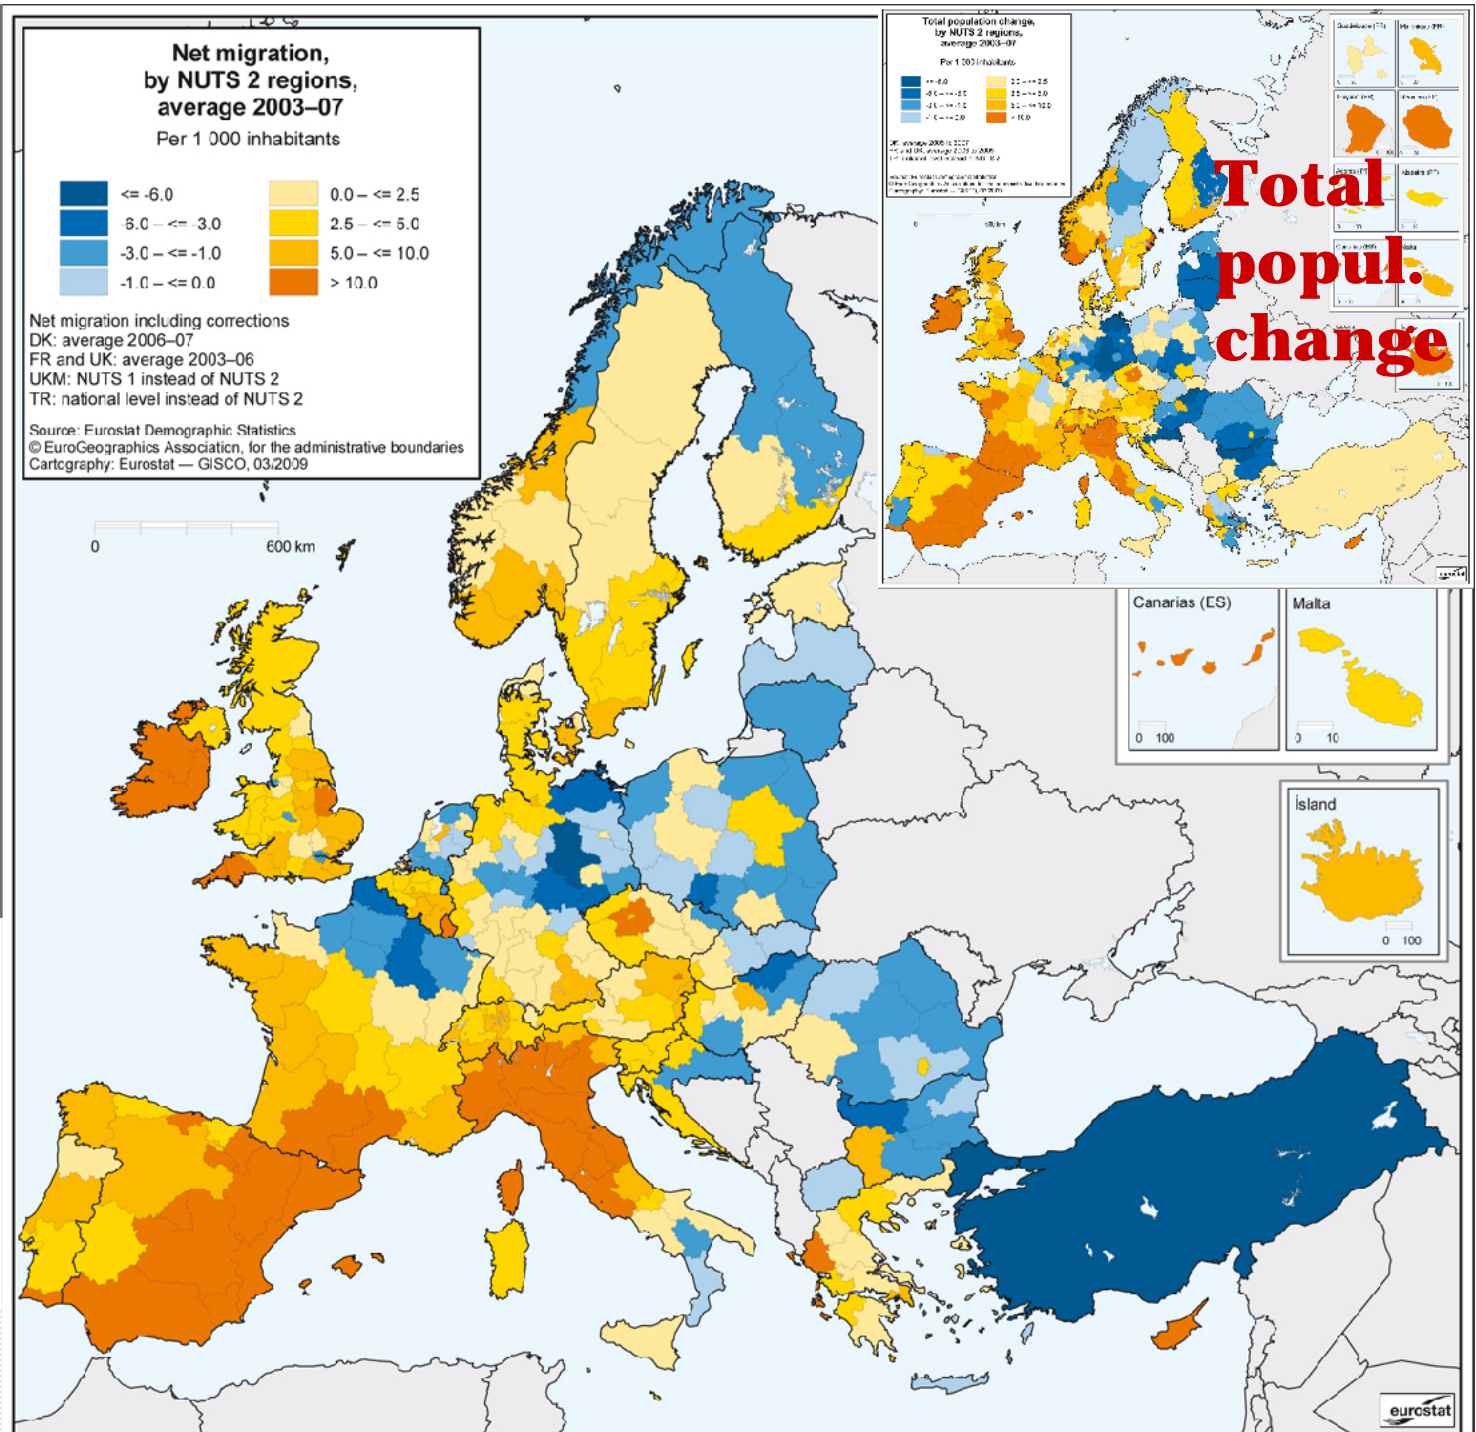 Net migration,
by NUTS 2 regions,
average 2003–07
Per 1 000 inhabitants
<= -6.0
-6.0 – <= -3.0
-3.0 – <= -1.0
-1.0 – <= 0.0
0.0 – <= 2.5
2.5 – <= 5.0
5.0 – <= 10.0
> 10.0
Net migration including corrections
DK: average 2006–07
FR and UK: average 2003–06
UKM: NUTS 1 instead of NUTS 2
TR: national level instead of NUTS 2
Source: Eurostat Demographic Statistics
© EuroGeographics Association, for the administrative boundaries
Cartography: Eurostat — GISCO, 03/2009
0 600 km
Total population change,
by NUTS 2 regions,
average 2003–07
Per 1 000 inhabitants
Total
popul.
change
eurostat
Canarias (ES)
0 100
Malta
0 10
Ísland
0 100
eurostat